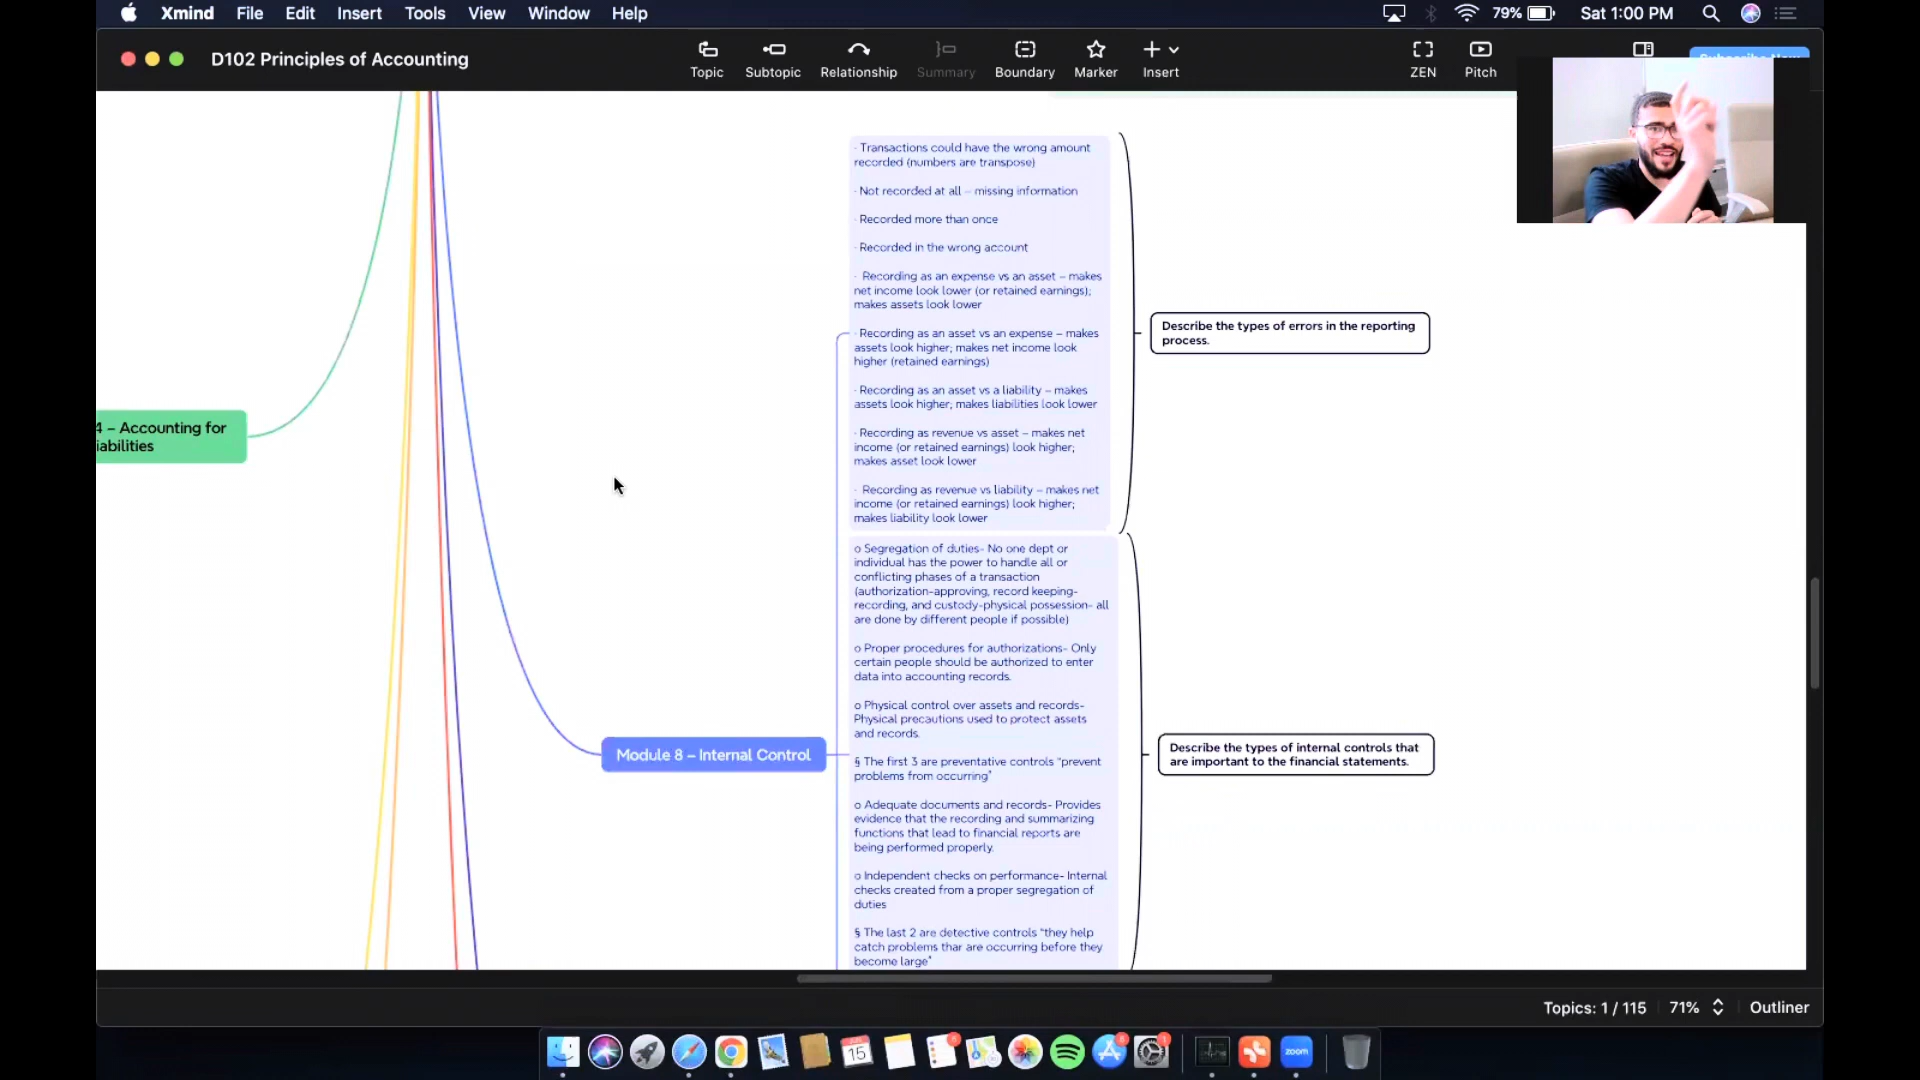 Xmind File Edit Insert Tools View Window Help
79% Sat 1:00 PM
D102 Principles of Accounting
Topic Subtopic Relationship Summary Boundary Marker Insert ZEN Pitch
· Transactions could have the wrong amount
recorded (numbers are transpose)
· Not recorded at all – missing information
· Recorded more than once
· Recorded in the wrong account
· Recording as an expense vs an asset – makes
net income look lower (or retained earnings);
makes assets look lower
· Recording as an asset vs an expense – makes
assets look higher; makes net income look
higher (retained earnings)
· Recording as an asset vs a liability – makes
assets look higher; makes liabilities look lower
· Recording as revenue vs asset – makes net
income (or retained earnings) look higher;
makes asset look lower
· Recording as revenue vs liability – makes net
income (or retained earnings) look higher;
makes liability look lower
Describe the types of errors in the reporting
process.
4 – Accounting for
iabilities
o Segregation of duties- No one dept or
individual has the power to handle all or
conflicting phases of a transaction
(authorization-approving, record keeping-
recording, and custody-physical possession- all
are done by different people if possible)
o Proper procedures for authorizations- Only
certain people should be authorized to enter
data into accounting records.
o Physical control over assets and records-
Physical precautions used to protect assets
and records.
§ The first 3 are preventative controls "prevent
problems from occurring"
o Adequate documents and records- Provides
evidence that the recording and summarizing
functions that lead to financial reports are
being performed properly.
o Independent checks on performance- Internal
checks created from a proper segregation of
duties
§ The last 2 are detective controls "they help
catch problems thar are occurring before they
become large"
Module 8 – Internal Control
Describe the types of internal controls that
are important to the financial statements.
Topics: 1 / 115 71% Outliner
15
zoom